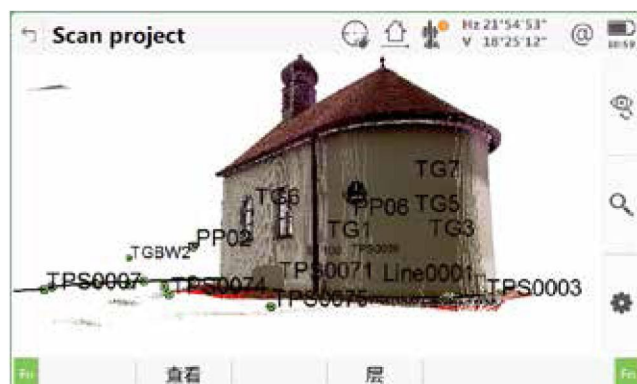 Scan project
Hz 21°54'53"
V 18°25'12"
TG7
TG6
PP06
TG5
TG1
TG3
PP02
TGBW2
TPS0071
Line0001
TPS0007
TPS0074
TPS0075
TPS0003
Fn
查看
层
Fn